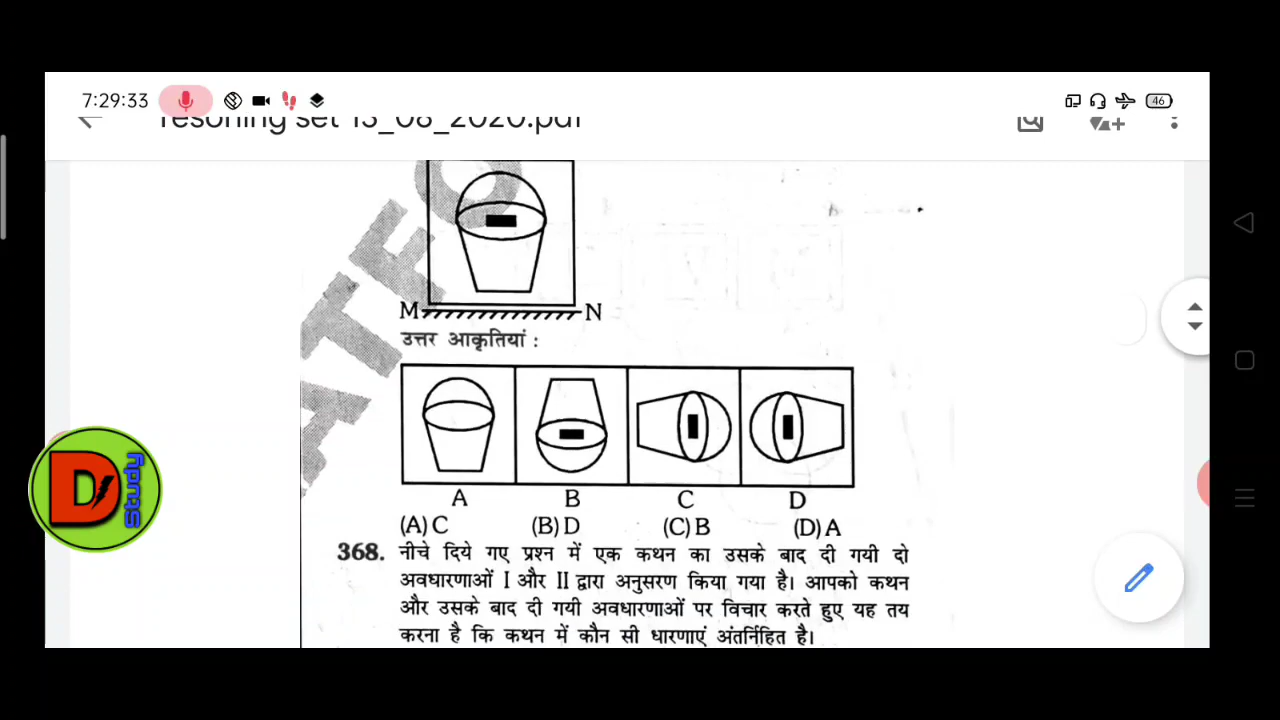 7:29:33
46
resoning set 13_08_2020.pdf
M N
उत्तर आकृतियां :
A B C D
(A) C (B) D (C) B (D) A
368. नीचे दिये गए प्रश्न में एक कथन का उसके बाद दी गयी दो
अवधारणाओं I और II द्वारा अनुसरण किया गया है। आपको कथन
और उसके बाद दी गयी अवधारणाओं पर विचार करते हुए यह तय
करना है कि कथन में कौन सी धारणाएं अंतर्निहित है।
D Study